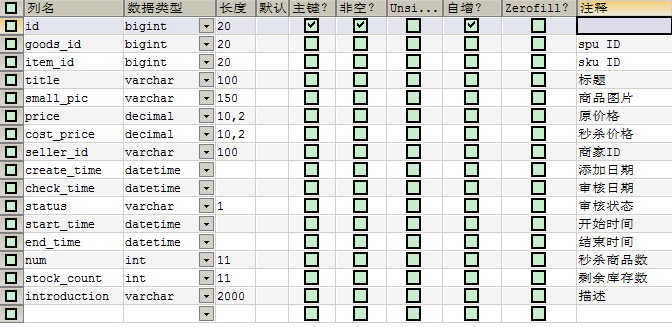 列名 数据类型 长度 默认 主键? 非空? Unsi... 自增? Zerofill? 注释
id bigint 20
goods_id bigint 20 spu ID
item_id bigint 20 sku ID
title varchar 100 标题
small_pic varchar 150 商品图片
price decimal 10,2 原价格
cost_price decimal 10,2 秒杀价格
seller_id varchar 100 商家ID
create_time datetime 添加日期
check_time datetime 审核日期
status varchar 1 审核状态
start_time datetime 开始时间
end_time datetime 结束时间
num int 11 秒杀商品数
stock_count int 11 剩余库存数
introduction varchar 2000 描述